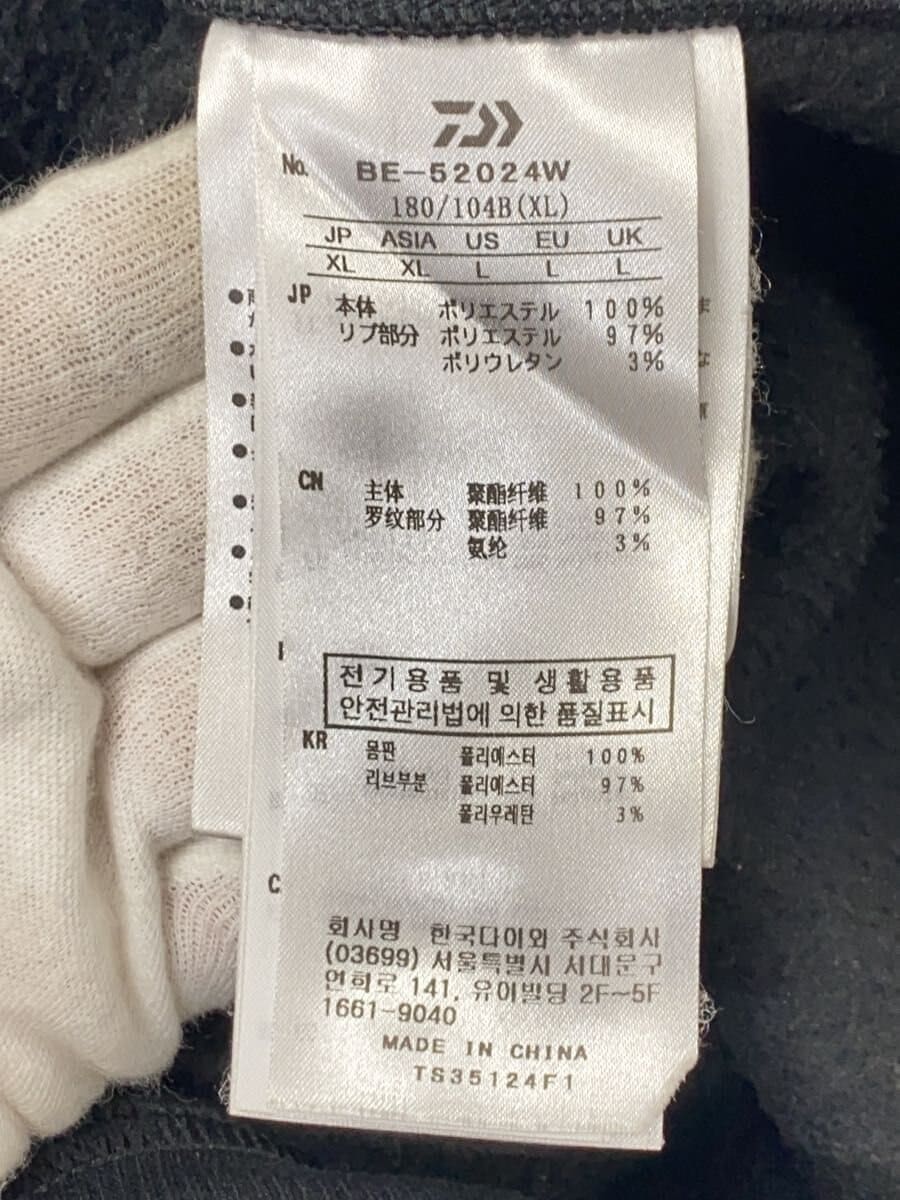 No. BE-52024W
180/104B(XL)
JP ASIA US EU UK
XL XL L L L
JP 本体 ポリエステル 100%
リブ部分 ポリエステル 97%
ポリウレタン 3%
CN 主体 聚酯纤维 100%
罗纹部分 聚酯纤维 97%
氨纶 3%
전기용품 및 생활용품
안전관리법에 의한 품질표시
KR 몸판 폴리에스터 100%
리브부분 폴리에스터 97%
폴리우레탄 3%
회사명 한국다이와 주식회사
(03699) 서울특별시 서대문구
연희로 141, 유이빌딩 2F~5F
1661-9040
MADE IN CHINA
TS35124F1